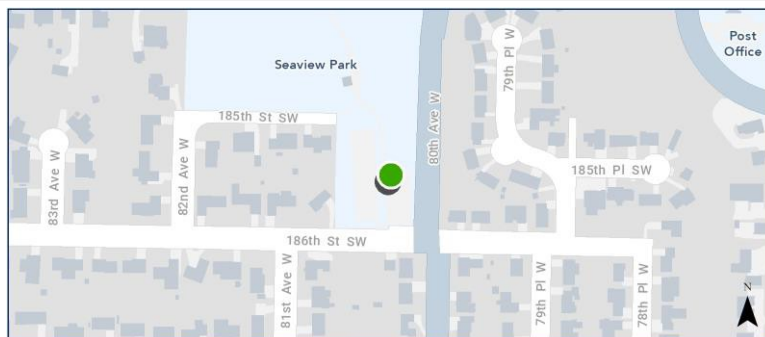 Seaview Park
Post
Office
79th Pl W
80th Ave W
185th St SW
185th Pl SW
82nd Ave W
83rd Ave W
186th St SW
81st Ave W
79th Pl W
78th Pl W
N